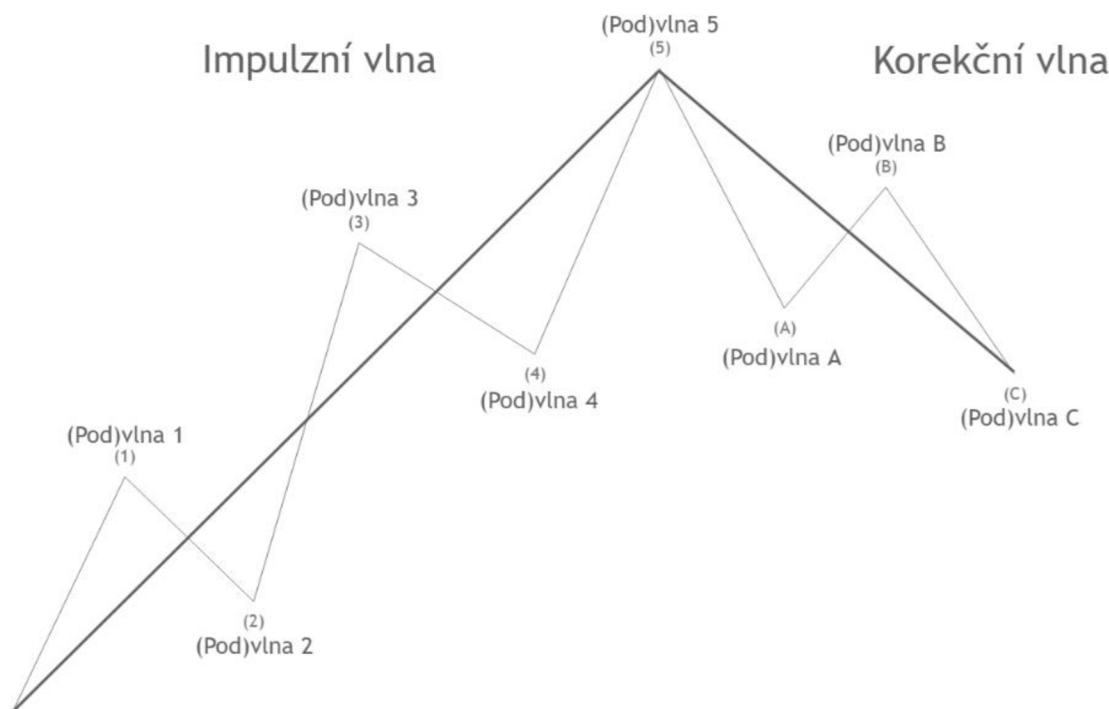 Impulzní vlna
(Pod)vlna 5
(5)
Korekční vlna
(Pod)vlna 3
(3)
(Pod)vlna B
(B)
(A)
(Pod)vlna A
(4)
(Pod)vlna 4
(C)
(Pod)vlna C
(Pod)vlna 1
(1)
(2)
(Pod)vlna 2